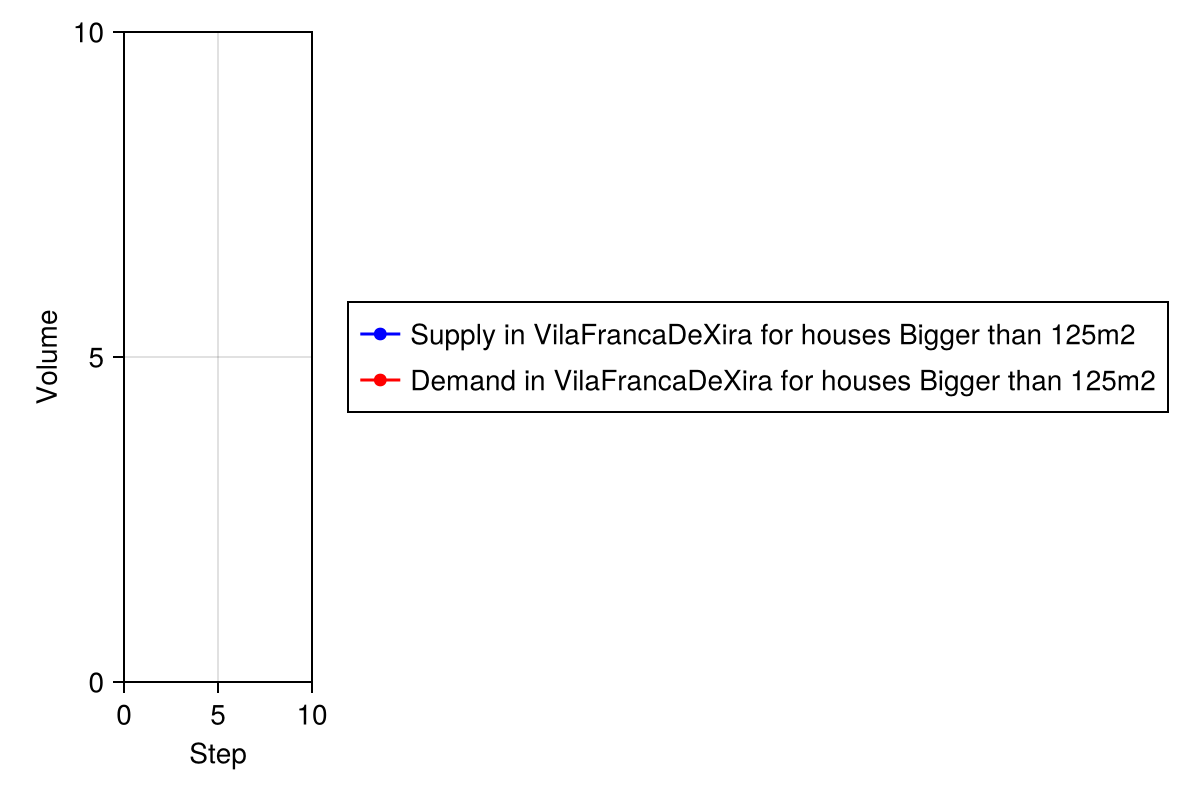 10
5
0
Volume
0 5 10
Step
Supply in VilaFrancaDeXira for houses Bigger than 125m2
Demand in VilaFrancaDeXira for houses Bigger than 125m2